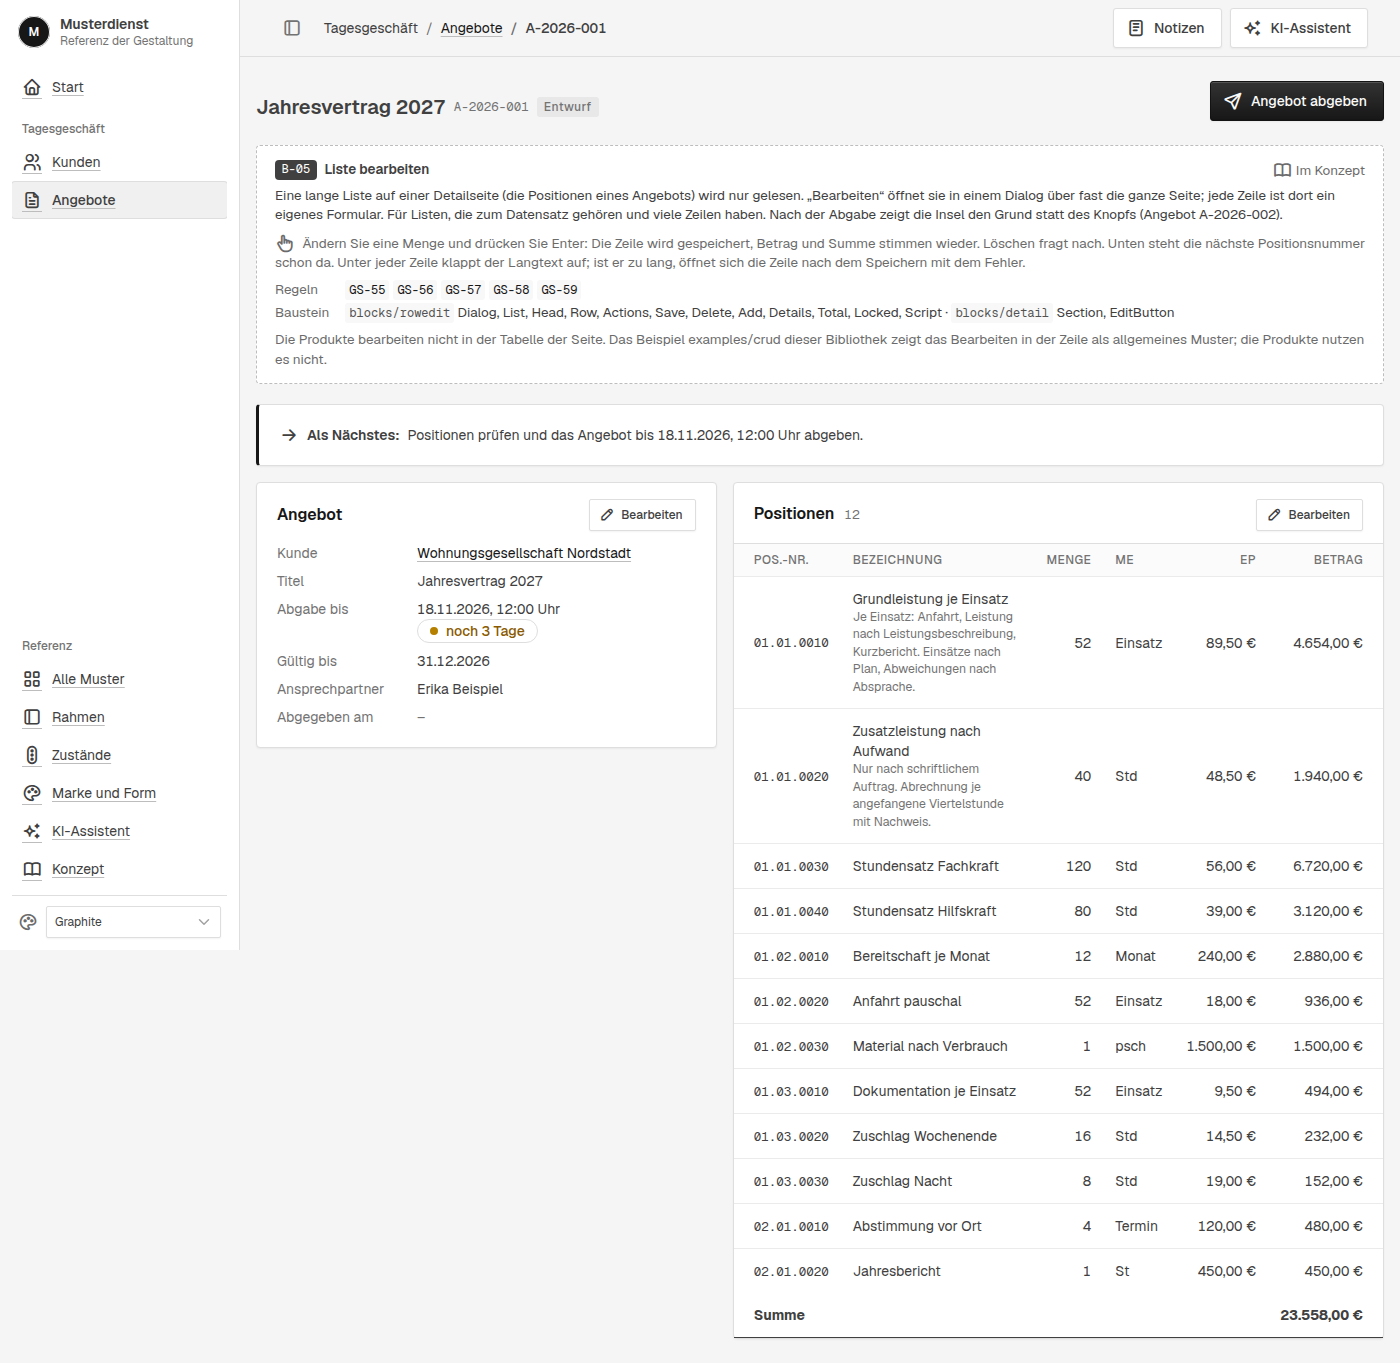 M
Musterdienst
Referenz der Gestaltung
Start
Tagesgeschäft
Kunden
Angebote
Referenz
Alle Muster
Rahmen
Zustände
Marke und Form
KI-Assistent
Konzept
Graphite
Tagesgeschäft / Angebote / A-2026-001
Notizen
KI-Assistent
Jahresvertrag 2027 A-2026-001 Entwurf
Angebot abgeben
B-05 Liste bearbeiten
Im Konzept
Eine lange Liste auf einer Detailseite (die Positionen eines Angebots) wird nur gelesen. „Bearbeiten“ öffnet sie in einem Dialog über fast die ganze Seite; jede Zeile ist dort ein
eigenes Formular. Für Listen, die zum Datensatz gehören und viele Zeilen haben. Nach der Abgabe zeigt die Insel den Grund statt des Knopfs (Angebot A-2026-002).
Ändern Sie eine Menge und drücken Sie Enter: Die Zeile wird gespeichert, Betrag und Summe stimmen wieder. Löschen fragt nach. Unten steht die nächste Positionsnummer
schon da. Unter jeder Zeile klappt der Langtext auf; ist er zu lang, öffnet sich die Zeile nach dem Speichern mit dem Fehler.
Regeln GS-55 GS-56 GS-57 GS-58 GS-59
Baustein blocks/rowedit Dialog, List, Head, Row, Actions, Save, Delete, Add, Details, Total, Locked, Script · blocks/detail Section, EditButton
Die Produkte bearbeiten nicht in der Tabelle der Seite. Das Beispiel examples/crud dieser Bibliothek zeigt das Bearbeiten in der Zeile als allgemeines Muster; die Produkte nutzen
es nicht.
Als Nächstes: Positionen prüfen und das Angebot bis 18.11.2026, 12:00 Uhr abgeben.
Angebot
Bearbeiten
Kunde Wohnungsgesellschaft Nordstadt
Titel Jahresvertrag 2027
Abgabe bis 18.11.2026, 12:00 Uhr
noch 3 Tage
Gültig bis 31.12.2026
Ansprechpartner Erika Beispiel
Abgegeben am –
Positionen 12
Bearbeiten
POS.-NR. BEZEICHNUNG MENGE ME EP BETRAG
Grundleistung je Einsatz
Je Einsatz: Anfahrt, Leistung
nach Leistungsbeschreibung,
01.01.0010 Kurzbericht. Einsätze nach 52 Einsatz 89,50 € 4.654,00 €
Plan, Abweichungen nach
Absprache.
Zusatzleistung nach
Aufwand
Nur nach schriftlichem
01.01.0020 Auftrag. Abrechnung je 40 Std 48,50 € 1.940,00 €
angefangene Viertelstunde
mit Nachweis.
01.01.0030 Stundensatz Fachkraft 120 Std 56,00 € 6.720,00 €
01.01.0040 Stundensatz Hilfskraft 80 Std 39,00 € 3.120,00 €
01.02.0010 Bereitschaft je Monat 12 Monat 240,00 € 2.880,00 €
01.02.0020 Anfahrt pauschal 52 Einsatz 18,00 € 936,00 €
01.02.0030 Material nach Verbrauch 1 psch 1.500,00 € 1.500,00 €
01.03.0010 Dokumentation je Einsatz 52 Einsatz 9,50 € 494,00 €
01.03.0020 Zuschlag Wochenende 16 Std 14,50 € 232,00 €
01.03.0030 Zuschlag Nacht 8 Std 19,00 € 152,00 €
02.01.0010 Abstimmung vor Ort 4 Termin 120,00 € 480,00 €
02.01.0020 Jahresbericht 1 St 450,00 € 450,00 €
Summe 23.558,00 €